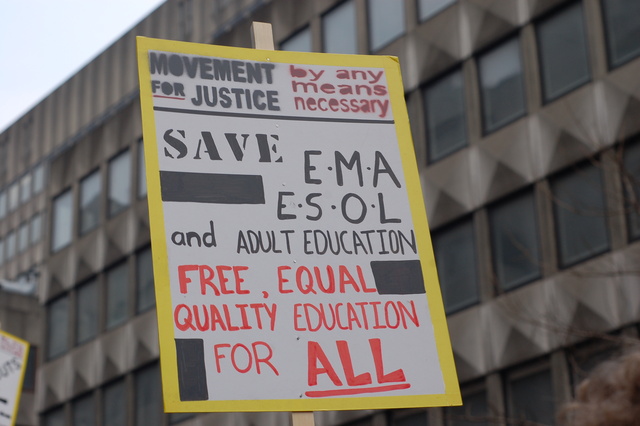 MOVEMENT by any
FOR JUSTICE means
necessary
SAVE E.M.A
E.S.O.L
and ADULT EDUCATION
FREE, EQUAL
QUALITY EDUCATION
FOR ALL